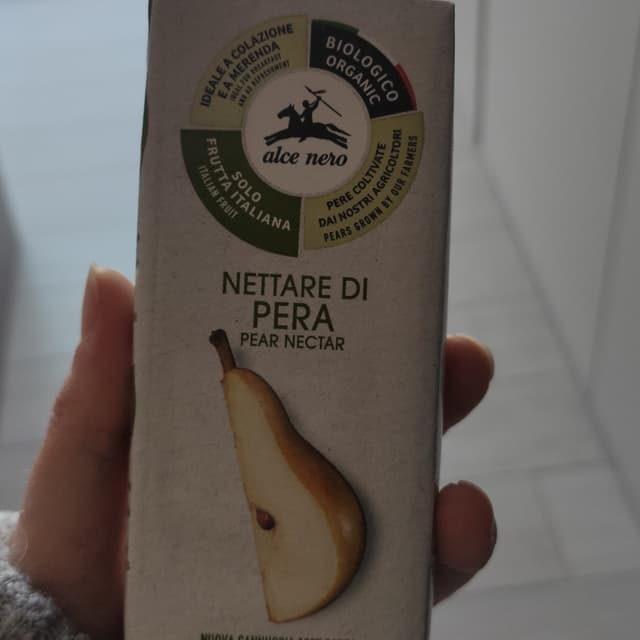 IDEALE A COLAZIONE
E A MERENDA
BIOLOGICO
ORGANIC
alce nero
SOLO
FRUTTA ITALIANA
ITALIAN FRUIT
PERE COLTIVATE
DAI NOSTRI AGRICOLTORI
PEARS GROWN BY OUR FARMERS
NETTARE DI
PERA
PEAR NECTAR